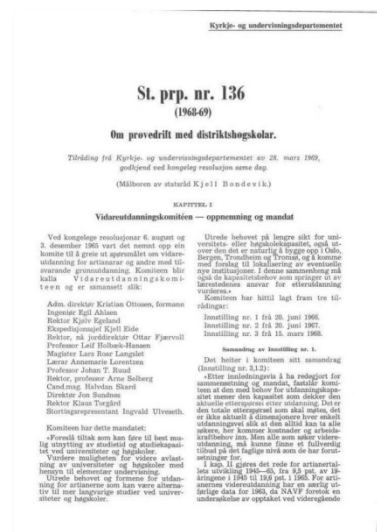 Kyrkje- og undervisningsdepartementet
St. prp. nr. 136
(1968-69)
Om prøvedrift med distriktshøgskolar.
Tilråding frå Kyrkje- og undervisningsdepartementet av 28. mars 1969,
godkjend ved kongeleg resolusjon same dag.
(Målboren av statsråd Kjell Bondevik.)
KAPITTEL I
Vidareutdanningskomitéen — oppnemning og mandat
Ved kongelege resolusjonar 6. august og
3. desember 1965 vart det nemnt opp ein
komite til å greie ut spørsmålet om vidare-
utdanning for artianarar og andre med til-
svarande grunnutdanning. Komiteen blir
kalla Vidareutdanningskomi-
teen og er samansett slik:
Adm. direktør Kristian Ottosen, formann
Ingeniør Egil Ahlsen
Rektor Kjølv Egeland
Ekspedisjonssjef Kjell Eide
Rektor, nå jorddirektør Ottar Fjærvoll
Professor Leif Holbæk-Hanssen
Magister Lars Roar Langslet
Lærar Annemarie Lorentzen
Professor Johan T. Ruud
Rektor, professor Arne Selberg
Cand.mag. Halvdan Skard
Direktør Jon Sundnes
Rektor Klaus Torgård
Stortingsrepresentant Ingvald Ulveseth.
Komiteen har dette mandatet:
«Foreslå tiltak som kan føre til best mu-
lig utnytting av studietid og studiekapasi-
tet ved universiteter og høgskoler.
Vurdere muligheten for videre avlast-
ning av universiteter og høgskoler med
hensyn til elementær undervisning.
Utrede behovet og formene for utdan-
ning for artianerne som kan være alterna-
tiv til mer langvarige studier ved univer-
siteter og høgskoler.
Utrede behovet på lengre sikt for uni-
versitets- eller høgskolekapasitet, også ut-
over den det er naturlig å bygge opp i Oslo,
Bergen, Trondheim og Tromsø, og å komme
med forslag til lokalisering av eventuelle
nye institusjoner. I denne sammenheng må
også de kapasitetsbehov som springer ut av
lærestedenes ansvar for etterutdanning
vurderes.»
Komiteen har hittil lagt fram tre til-
rådingar:
Innstilling nr. 1 frå 20. juni 1966.
Innstilling nr. 2 frå 20. juni 1967.
Innstilling nr. 3 frå 15. mars 1968.
Samandrag av Innstilling nr. 1.
Det heiter i komiteen sitt samandrag
(Innstilling nr. 3,1.2):
«Etter innledningsvis å ha redegjort for
sammensetning og mandat, fastslår komi-
teen at den med behov for utdanningskapa-
sitet mener den kapasitet som dekker den
aktuelle etterspørsel etter utdanning. Det er
den totale etterspørsel som skal møtes, det
er ikke aktuelt å dimensjonere hver enkelt
utdanningsvei slik at den alltid kan ta alle
søkere, her kommer kostnader og arbeids-
kraftbehov inn. Men alle som søker videre-
utdanning, må kunne finne et fullverdig
tilbud på det faglige nivå som de har forut-
setninger for.
I kap. II gjøres det rede for artianertal-
lets utvikling 1945—65, fra 9,5 pst. av 19-
åringene i 1945 til 19,6 pst. i 1965. For arti-
anernes videreutdanning har en særlig ut-
førlige data for 1963, da NAVF foretok en
undersøkelse av opptaket ved videregående